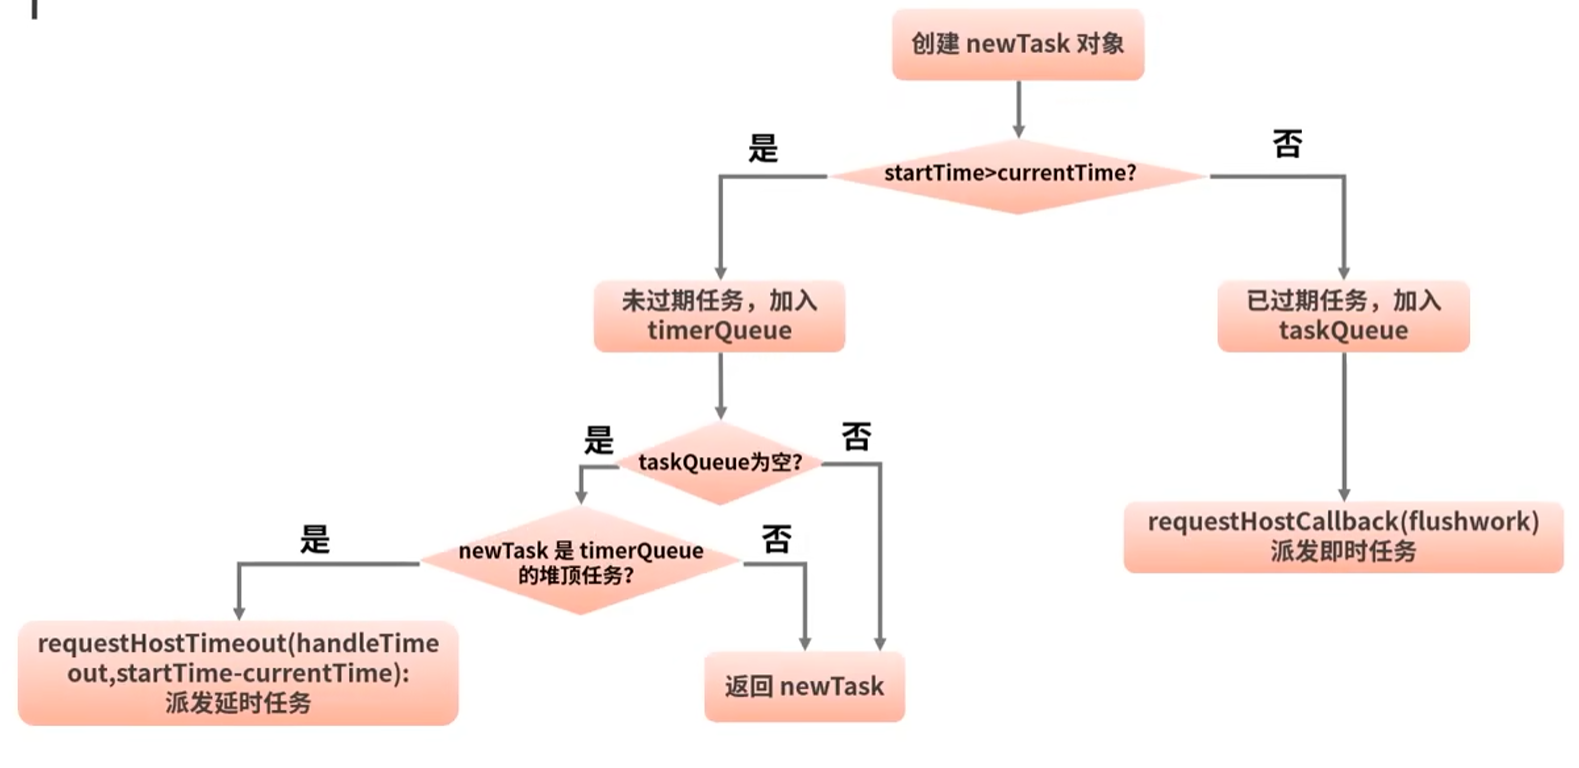 创建 newTask 对象
是
startTime>currentTime?
否
未过期任务，加入
timerQueue
已过期任务，加入
taskQueue
是
taskQueue为空?
否
requestHostCallback(flushwork)
派发即时任务
是
newTask 是 timerQueue
的堆顶任务?
否
requestHostTimeout(handleTime
out,startTime-currentTime):
派发延时任务
返回 newTask